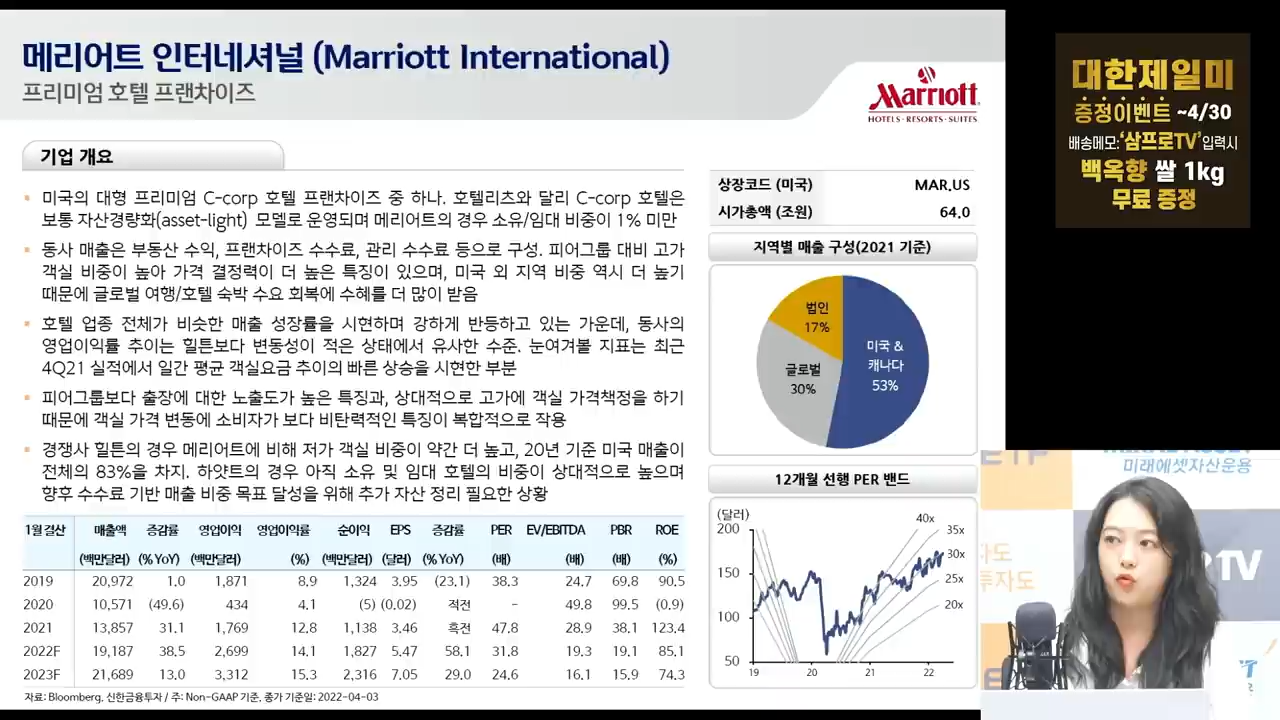 메리어트 인터네셔널 (Marriott International)
프리미엄 호텔 프랜차이즈
Marriott
HOTELS · RESORTS · SUITES
기업 개요
미국의 대형 프리미엄 C-corp 호텔 프랜차이즈 중 하나. 호텔리츠와 달리 C-corp 호텔은
보통 자산경량화(asset-light) 모델로 운영되며 메리어트의 경우 소유/임대 비중이 1% 미만
동사 매출은 부동산 수익, 프랜차이즈 수수료, 관리 수수료 등으로 구성. 피어그룹 대비 고가
객실 비중이 높아 가격 결정력이 더 높은 특징이 있으며, 미국 외 지역 비중 역시 더 높기
때문에 글로벌 여행/호텔 숙박 수요 회복에 수혜를 더 많이 받음
호텔 업종 전체가 비슷한 매출 성장률을 시현하며 강하게 반등하고 있는 가운데, 동사의
영업이익률 추이는 힐튼보다 변동성이 적은 상태에서 유사한 수준. 눈여겨볼 지표는 최근
4Q21 실적에서 일간 평균 객실요금 추이의 빠른 상승을 시현한 부분
피어그룹보다 출장에 대한 노출도가 높은 특징과, 상대적으로 고가에 객실 가격책정을 하기
때문에 객실 가격 변동에 소비자가 보다 비탄력적인 특징이 복합적으로 작용
경쟁사 힐튼의 경우 메리어트에 비해 저가 객실 비중이 약간 더 높고, 20년 기준 미국 매출이
전체의 83%을 차지. 하얏트의 경우 아직 소유 및 임대 호텔의 비중이 상대적으로 높으며
향후 수수료 기반 매출 비중 목표 달성을 위해 추가 자산 정리 필요한 상황
1월 결산 매출액 증감률 영업이익 영업이익률 순이익 EPS 증감률 PER EV/EBITDA PBR ROE
(백만달러) (% YoY) (백만달러) (%) (백만달러) (달러) (% YoY) (배) (배) (배) (%)
2019 20,972 1.0 1,871 8.9 1,324 3.95 (23.1) 38.3 24.7 69.8 90.5
2020 10,571 (49.6) 434 4.1 (5) (0.02) 적전 – 49.8 99.5 (0.9)
2021 13,857 31.1 1,769 12.8 1,138 3.46 흑전 47.8 28.9 38.1 123.4
2022F 19,187 38.5 2,699 14.1 1,827 5.47 58.1 31.8 19.3 19.1 85.1
2023F 21,689 13.0 3,312 15.3 2,316 7.05 29.0 24.6 16.1 15.9 74.3
자료: Bloomberg, 신한금융투자 / 주: Non-GAAP 기준, 종가 기준일: 2022-04-03
상장코드 (미국) MAR.US
시가총액 (조원) 64.0
지역별 매출 구성(2021 기준)
법인
17%
미국 &
캐나다
53%
글로벌
30%
12개월 선행 PER 밴드
(달러)
200
150
100
50
19 20 21 22
40x
35x
30x
25x
20x
대한제일미
증정이벤트 ~4/30
배송메모:'삼프로TV'입력시
백옥향 쌀 1kg
무료 증정
미래에셋자산운용